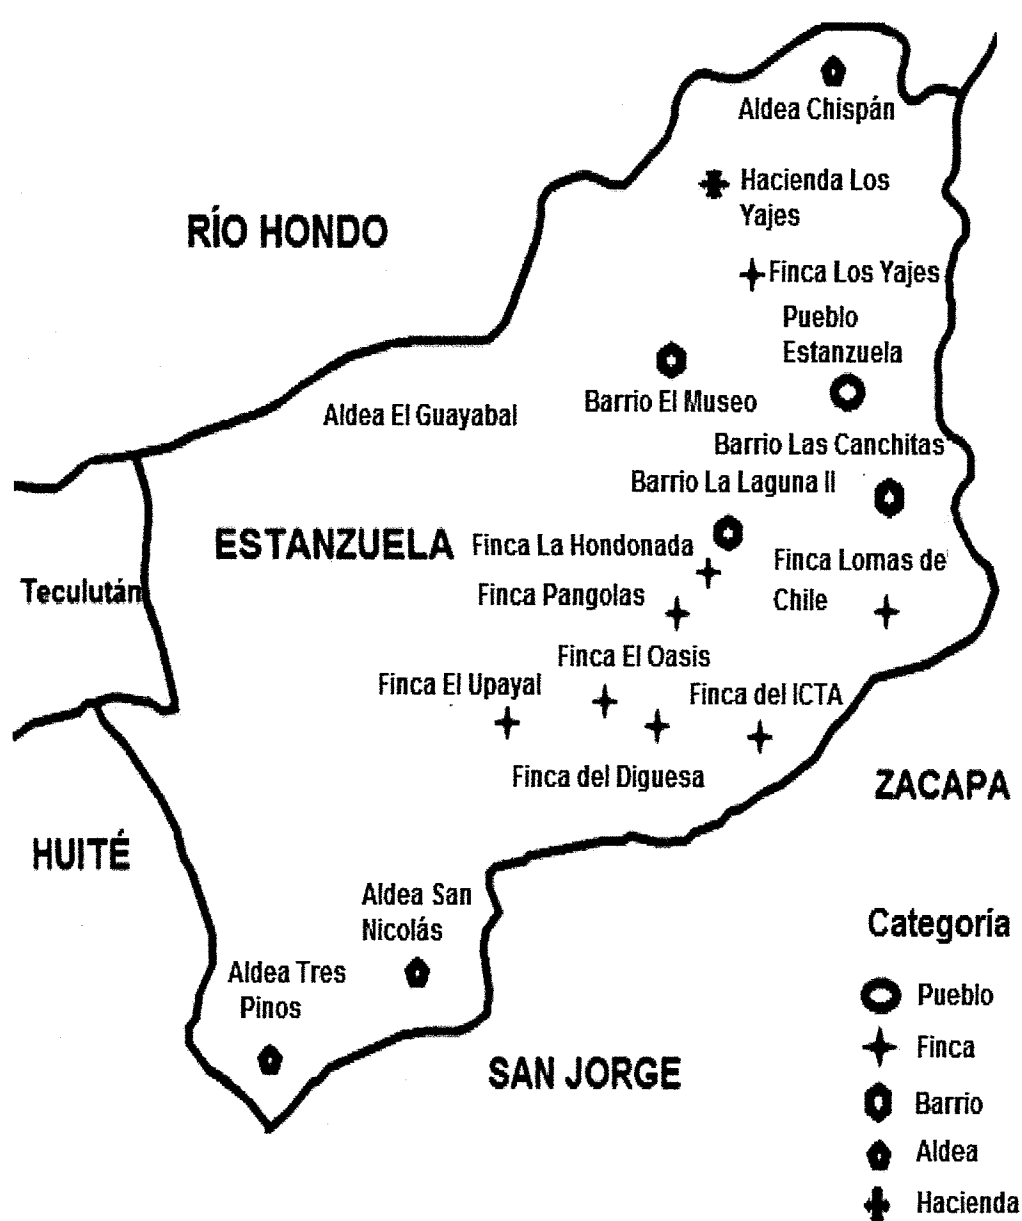 Aldea Chispán
Hacienda Los
Yajes
RÍO HONDO
Finca Los Yajes
Pueblo
Estanzuela
Barrio El Museo
Aldea El Guayabal
Barrio Las Canchitas
Barrio La Laguna II
ESTANZUELA
Finca La Hondonada
Finca Lomas de
Chile
Teculután
Finca Pangolas
Finca El Oasis
Finca El Upayal
Finca del ICTA
Finca del Diguesa
ZACAPA
HUITÉ
Aldea San
Nicolás
Aldea Tres
Pinos
SAN JORGE
Categoría
Pueblo
Finca
Barrio
Aldea
Hacienda